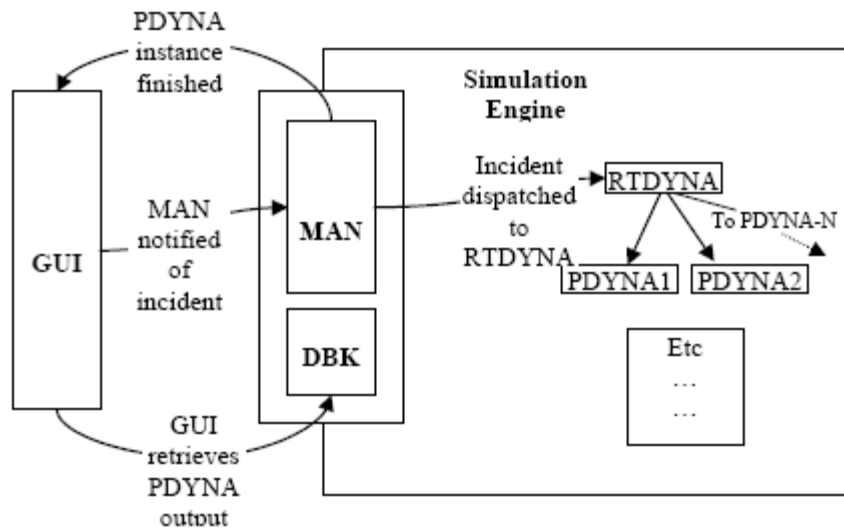 PDYNA
instance
finished
Simulation
Engine
Incident
dispatched
to
RTDYNA
RTDYNA
To PDYNA-N
MAN
notified
of
incident
GUI
MAN
PDYNA1
PDYNA2
DBK
Etc
...
...
GUI
retrieves
PDYNA
output